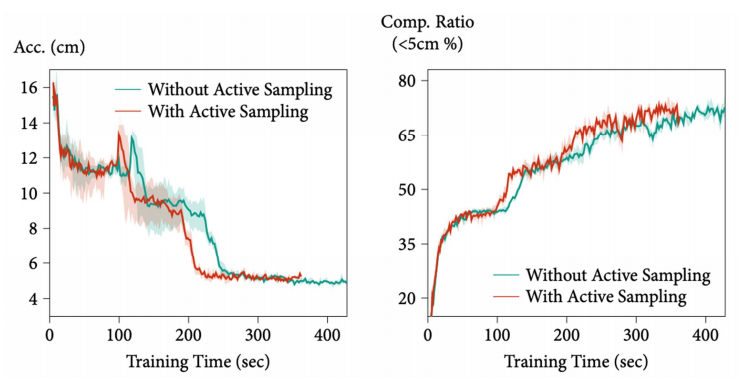 Acc. (cm)
16
14
12
10
8
6
4
0 100 200 300 400
Training Time (sec)
Without Active Sampling
With Active Sampling
Comp. Ratio
(<5cm %)
80
65
50
35
20
0 100 200 300 400
Training Time (sec)
Without Active Sampling
With Active Sampling